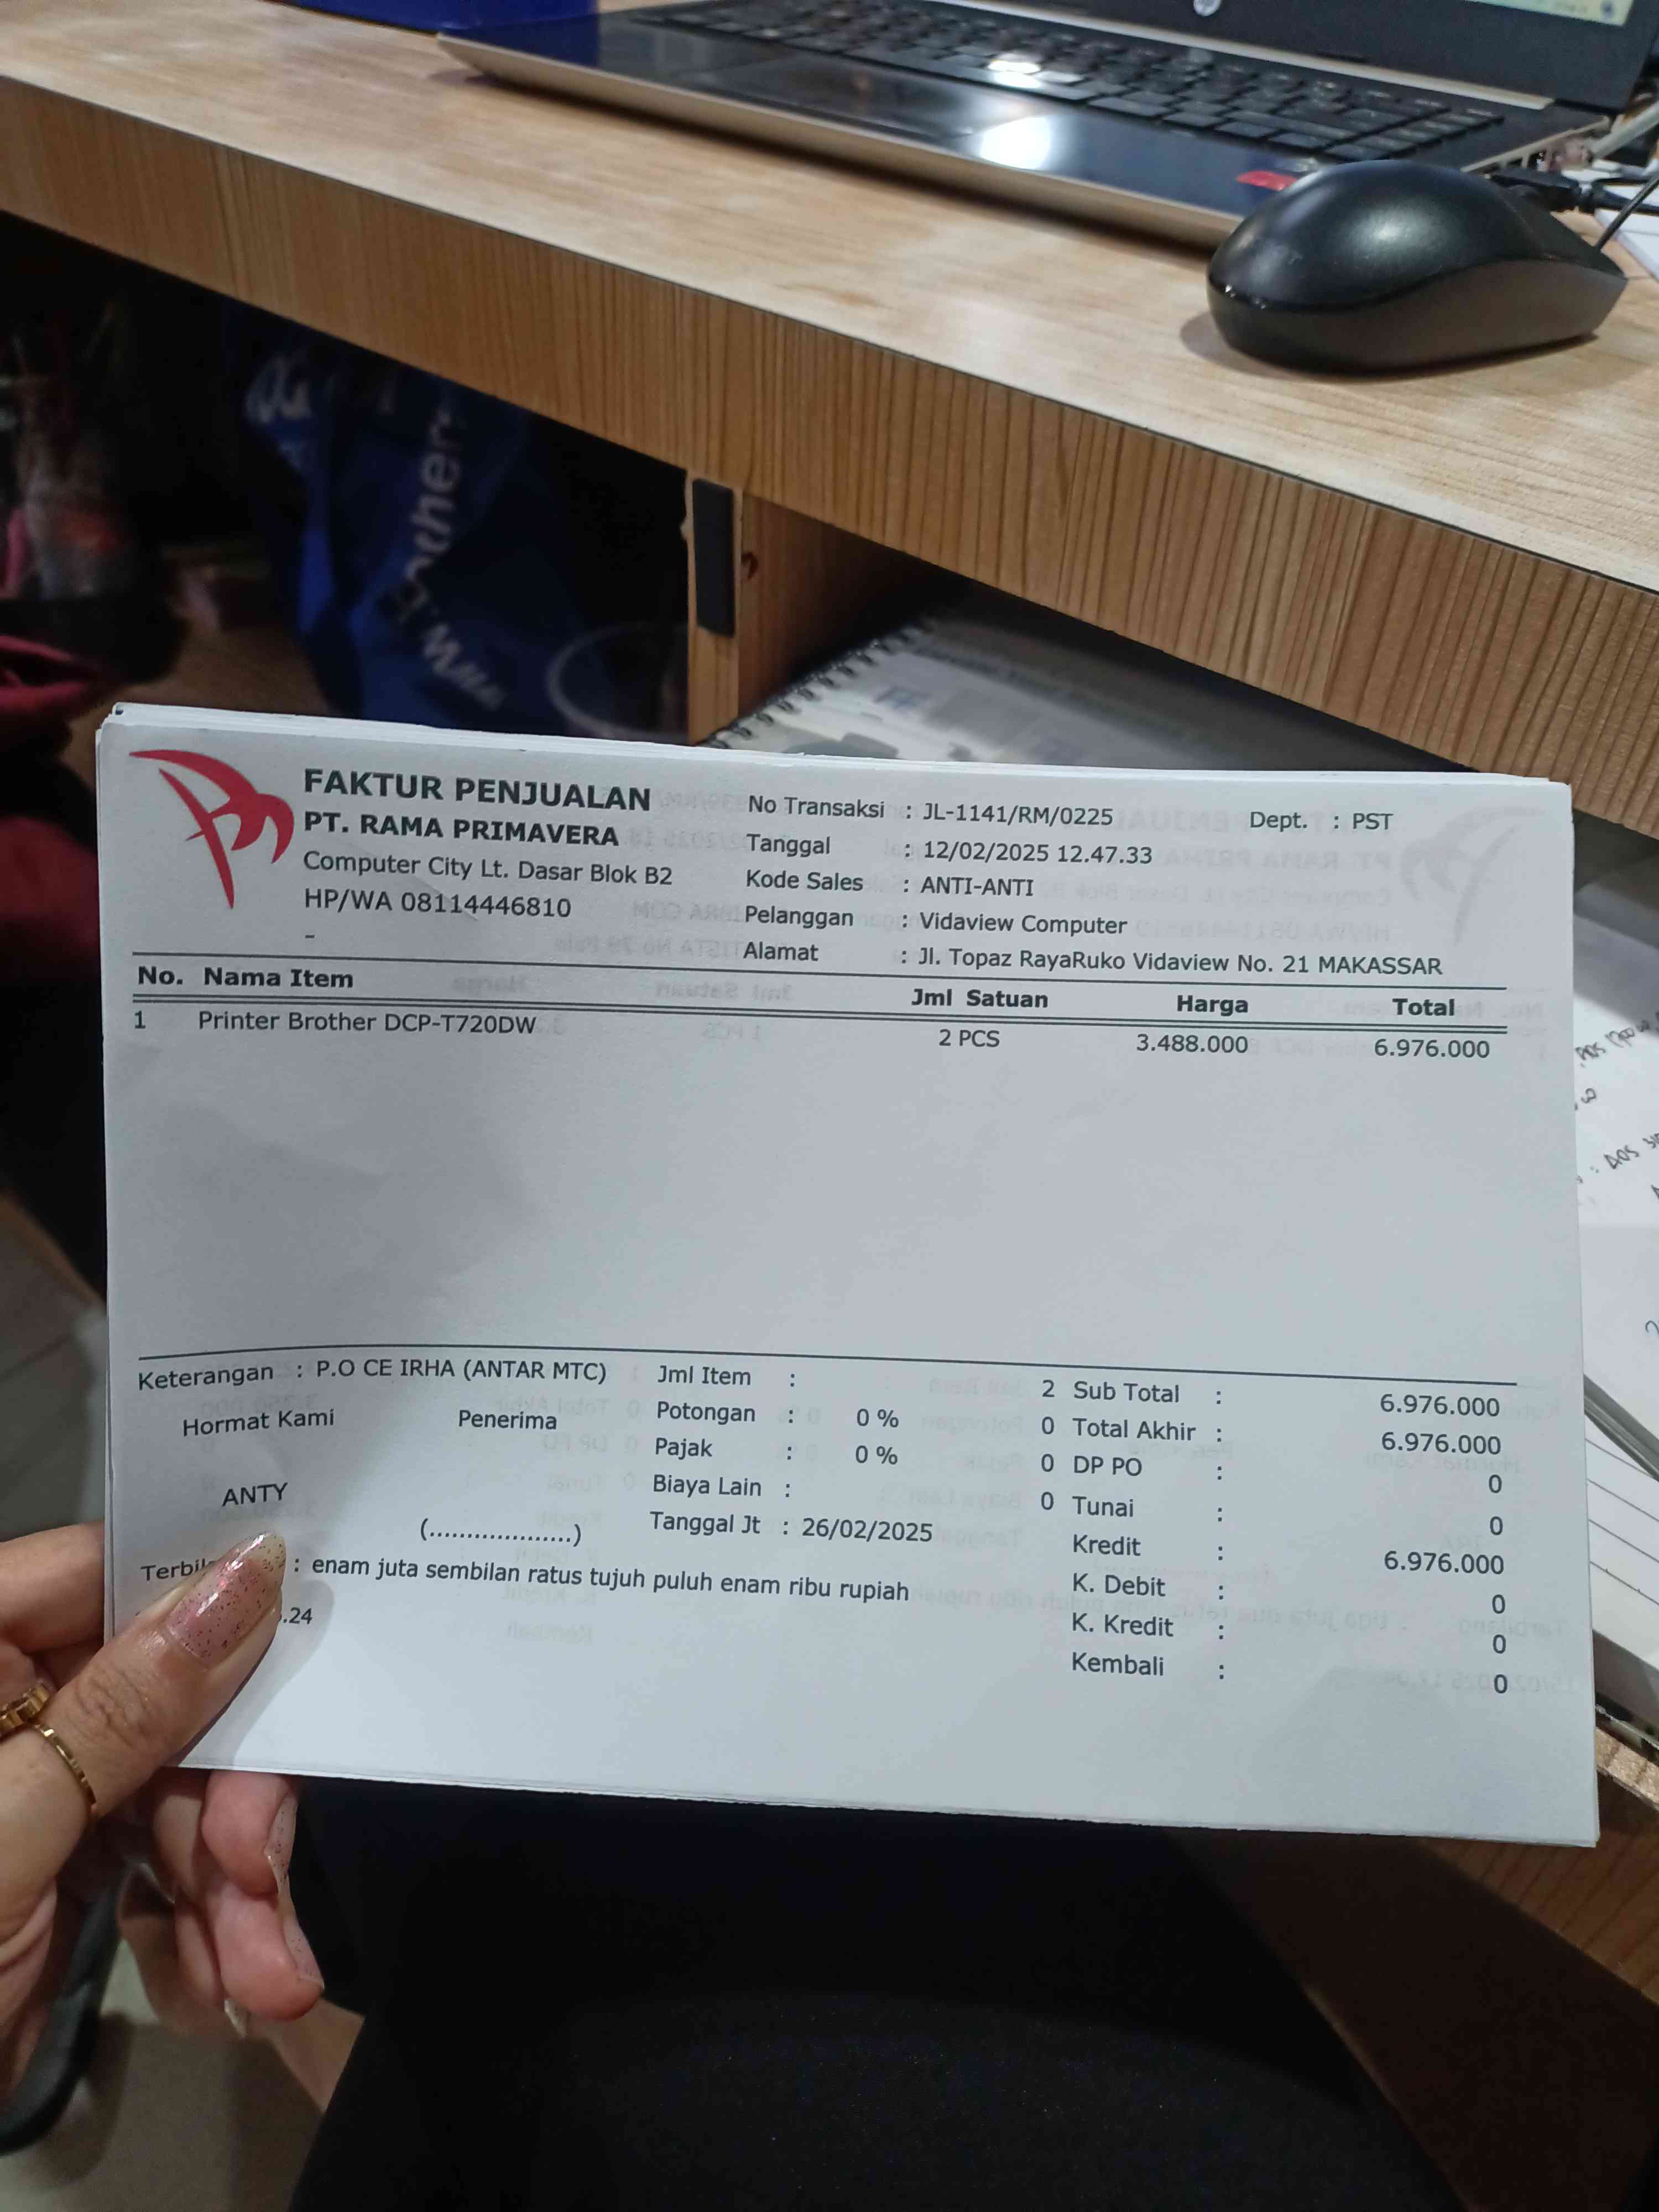 FAKTUR PENJUALAN
PT. RAMA PRIMAVERA
Computer City Lt. Dasar Blok B2
HP/WA 08114446810
-
No Transaksi : JL-1141/RM/0225 Dept. : PST
Tanggal : 12/02/2025 12.47.33
Kode Sales : ANTI-ANTI
Pelanggan : Vidaview Computer
Alamat : Jl. Topaz RayaRuko Vidaview No. 21 MAKASSAR
No. Nama Item Jml Satuan Harga Total
1 Printer Brother DCP-T720DW 2 PCS 3.488.000 6.976.000
Keterangan : P.O CE IRHA (ANTAR MTC)
Hormat Kami Penerima
ANTY
(...................)
Jml Item : 2
Potongan : 0 % 0
Pajak : 0 % 0
Biaya Lain : 0
Tanggal Jt : 26/02/2025
Sub Total : 6.976.000
Total Akhir : 6.976.000
DP PO : 0
Tunai : 0
Kredit : 6.976.000
K. Debit : 0
K. Kredit : 0
Kembali : 0
: enam juta sembilan ratus tujuh puluh enam ribu rupiah
.24